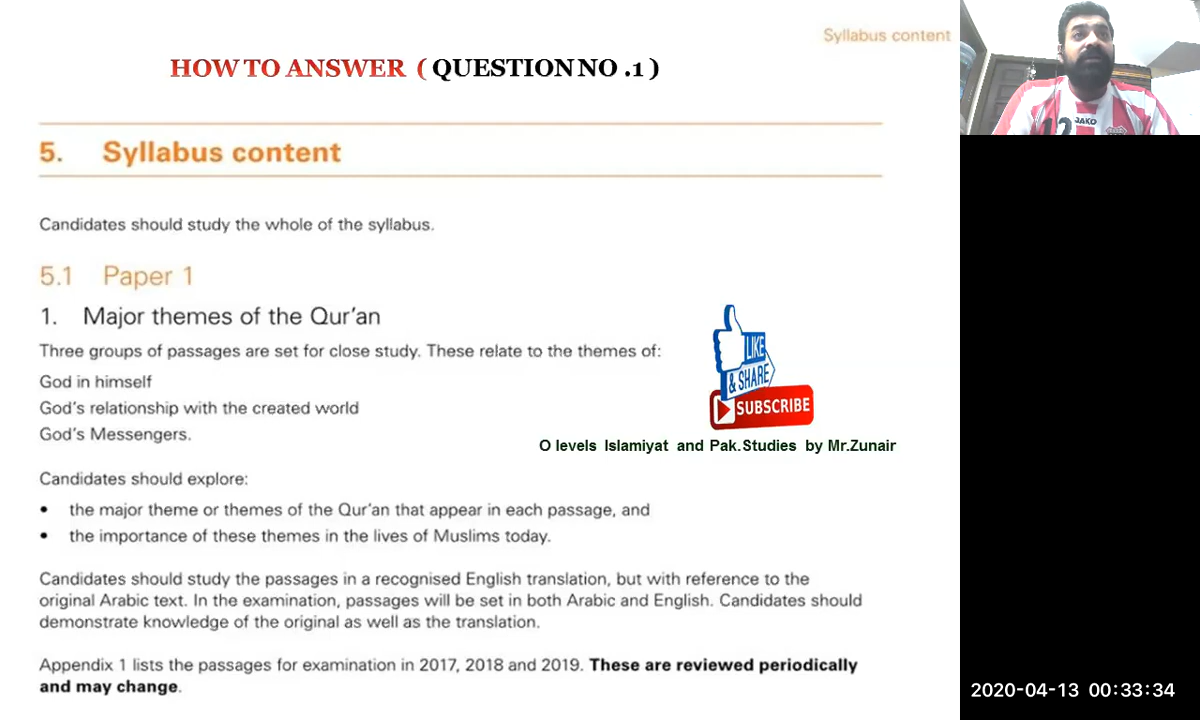 Syllabus content
HOW TO ANSWER ( QUESTION NO .1 )
5. Syllabus content
Candidates should study the whole of the syllabus.
5.1 Paper 1
1. Major themes of the Qur'an
Three groups of passages are set for close study. These relate to the themes of:
God in himself
God's relationship with the created world
God's Messengers.
LIKE
& SHARE
SUBSCRIBE
O levels Islamiyat and Pak.Studies by Mr.Zunair
Candidates should explore:
• the major theme or themes of the Qur'an that appear in each passage, and
• the importance of these themes in the lives of Muslims today.
Candidates should study the passages in a recognised English translation, but with reference to the
original Arabic text. In the examination, passages will be set in both Arabic and English. Candidates should
demonstrate knowledge of the original as well as the translation.
Appendix 1 lists the passages for examination in 2017, 2018 and 2019. These are reviewed periodically
and may change.
JAKO
12
2020-04-13 00:33:34